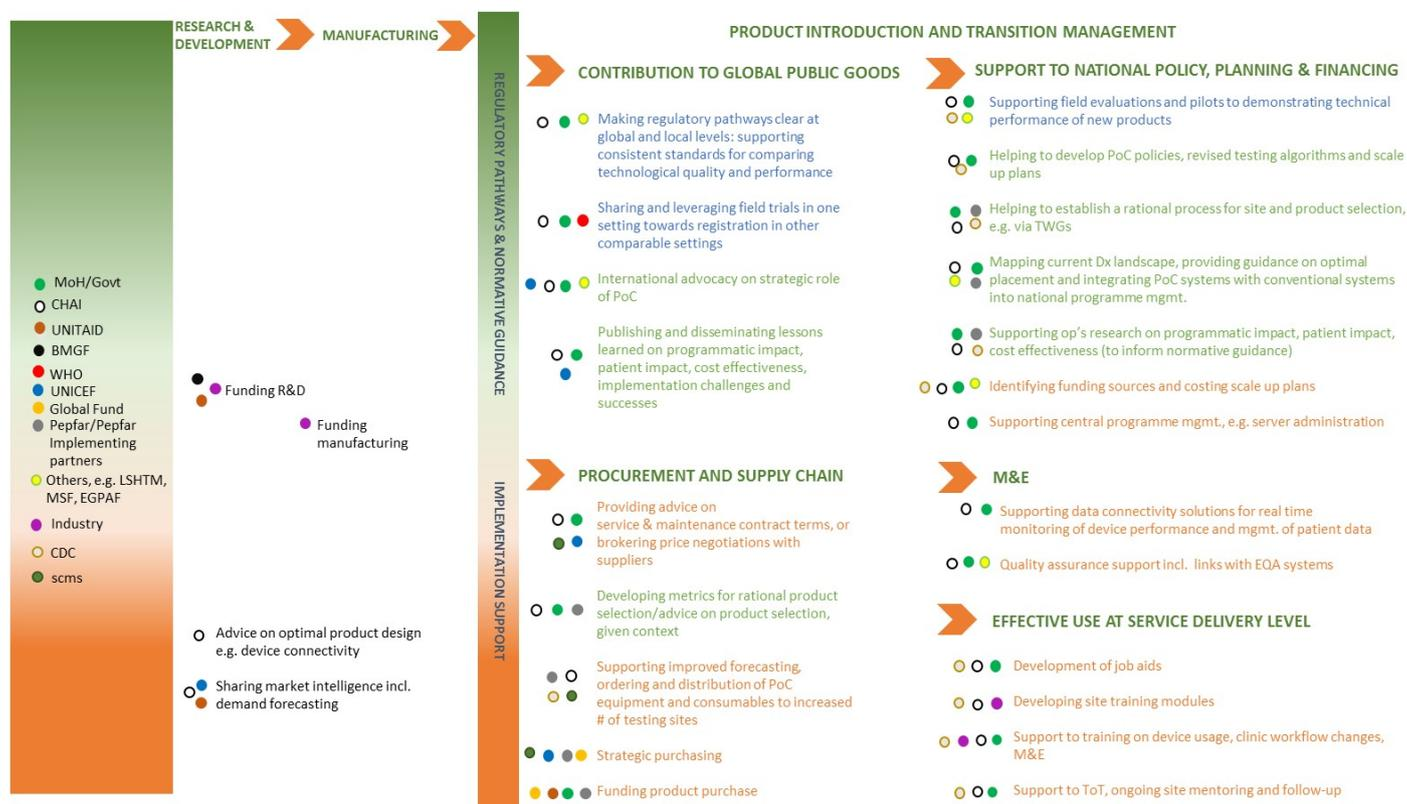 RESEARCH &
DEVELOPMENT
MANUFACTURING
PRODUCT INTRODUCTION AND TRANSITION MANAGEMENT
MoH/Govt
CHAI
UNITAID
BMGF
WHO
UNICEF
Global Fund
Pepfar/Pepfar
Implementing
partners
Others, e.g. LSHTM,
MSF, EGPAF
Industry
CDC
scms
Funding R&D
Funding
manufacturing
Advice on optimal product design
e.g. device connectivity
Sharing market intelligence incl.
demand forecasting
REGULATORY PATHWAYS & NORMATIVE GUIDANCE
IMPLEMENTATION SUPPORT
CONTRIBUTION TO GLOBAL PUBLIC GOODS
Making regulatory pathways clear at
global and local levels: supporting
consistent standards for comparing
technological quality and performance
Sharing and leveraging field trials in one
setting towards registration in other
comparable settings
International advocacy on strategic role
of PoC
Publishing and disseminating lessons
learned on programmatic impact,
patient impact, cost effectiveness,
implementation challenges and
successes
PROCUREMENT AND SUPPLY CHAIN
Providing advice on
service & maintenance contract terms, or
brokering price negotiations with
suppliers
Developing metrics for rational product
selection/advice on product selection,
given context
Supporting improved forecasting,
ordering and distribution of PoC
equipment and consumables to increased
# of testing sites
Strategic purchasing
Funding product purchase
SUPPORT TO NATIONAL POLICY, PLANNING & FINANCING
Supporting field evaluations and pilots to demonstrating technical
performance of new products
Helping to develop PoC policies, revised testing algorithms and scale
up plans
Helping to establish a rational process for site and product selection,
e.g. via TWGs
Mapping current Dx landscape, providing guidance on optimal
placement and integrating PoC systems with conventional systems
into national programme mgmt.
Supporting op's research on programmatic impact, patient impact,
cost effectiveness (to inform normative guidance)
Identifying funding sources and costing scale up plans
Supporting central programme mgmt., e.g. server administration
M&E
Supporting data connectivity solutions for real time
monitoring of device performance and mgmt. of patient data
Quality assurance support incl. links with EQA systems
EFFECTIVE USE AT SERVICE DELIVERY LEVEL
Development of job aids
Developing site training modules
Support to training on device usage, clinic workflow changes,
M&E
Support to ToT, ongoing site mentoring and follow-up